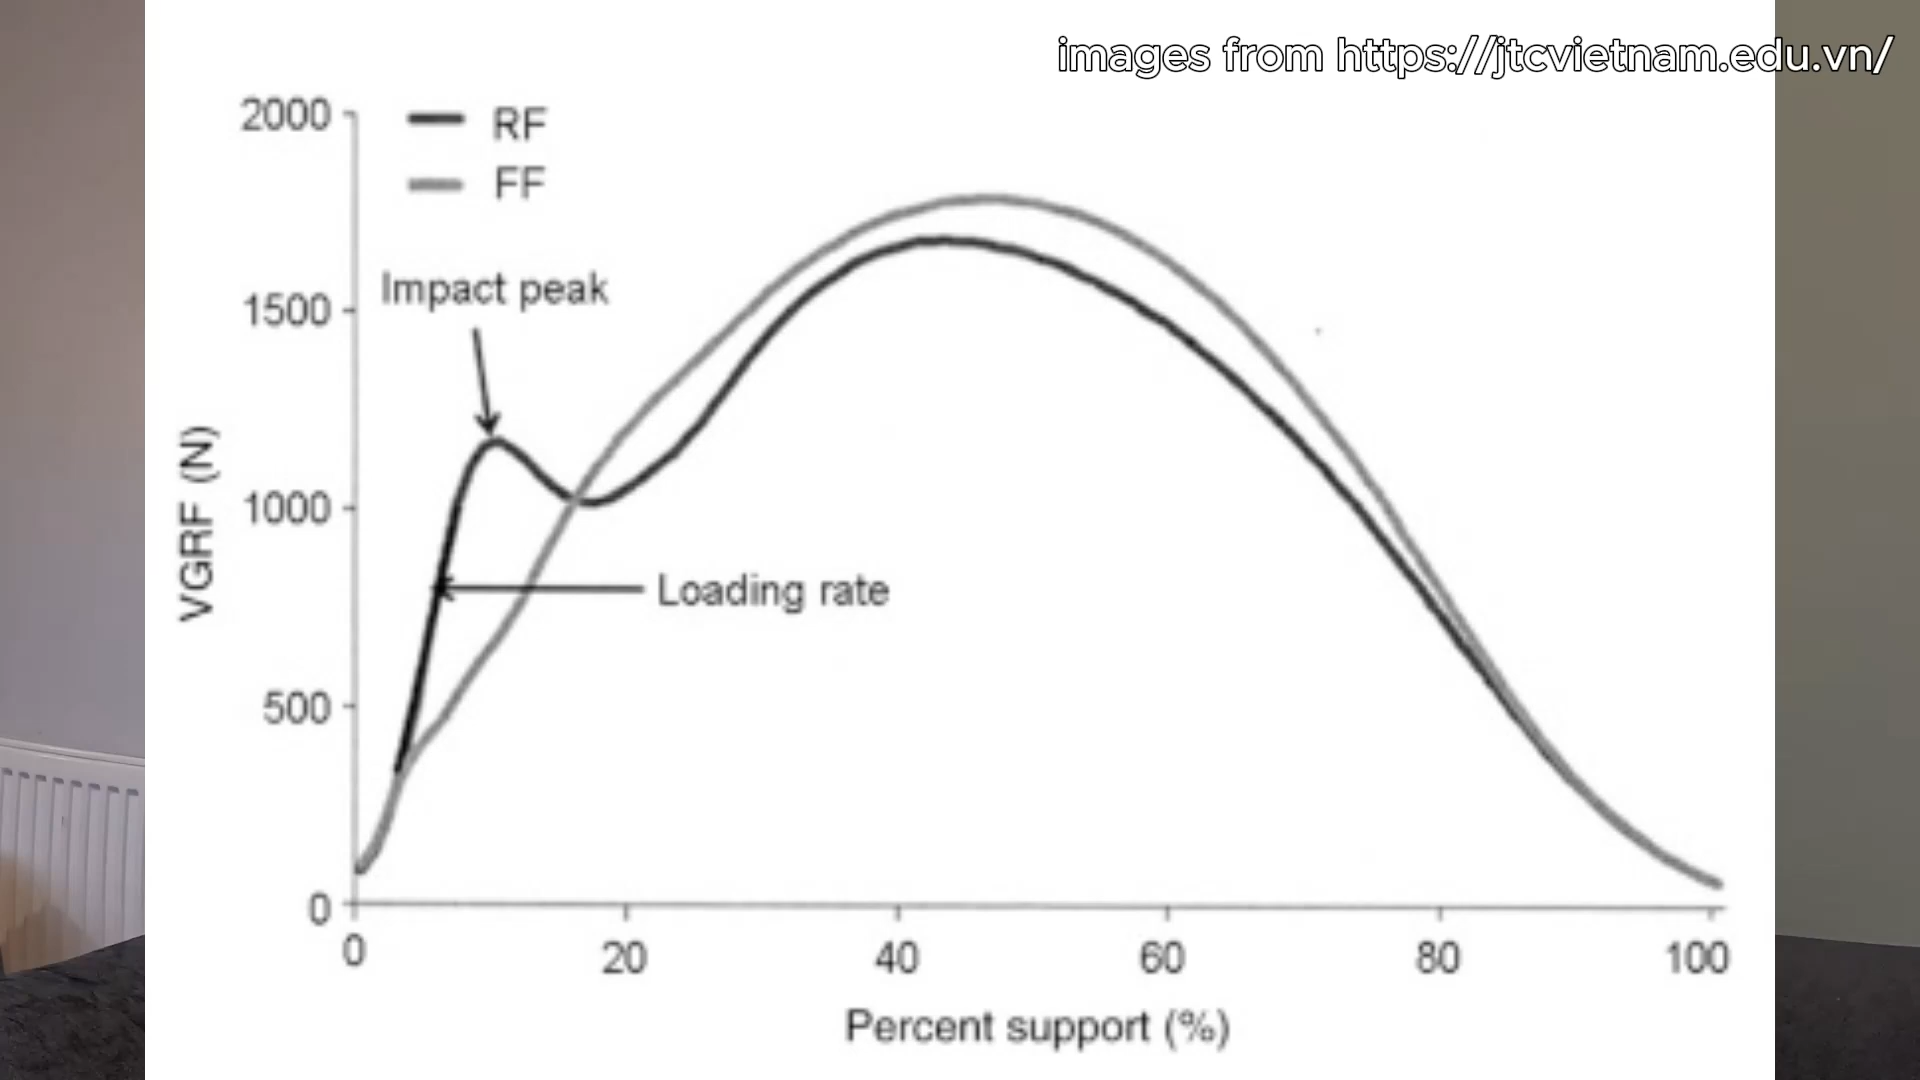 images from https://jtcvietnam.edu.vn/
2000
RF
FF
Impact peak
1500
VGRF (N)
1000
Loading rate
500
0
0 20 40 60 80 100
Percent support (%)